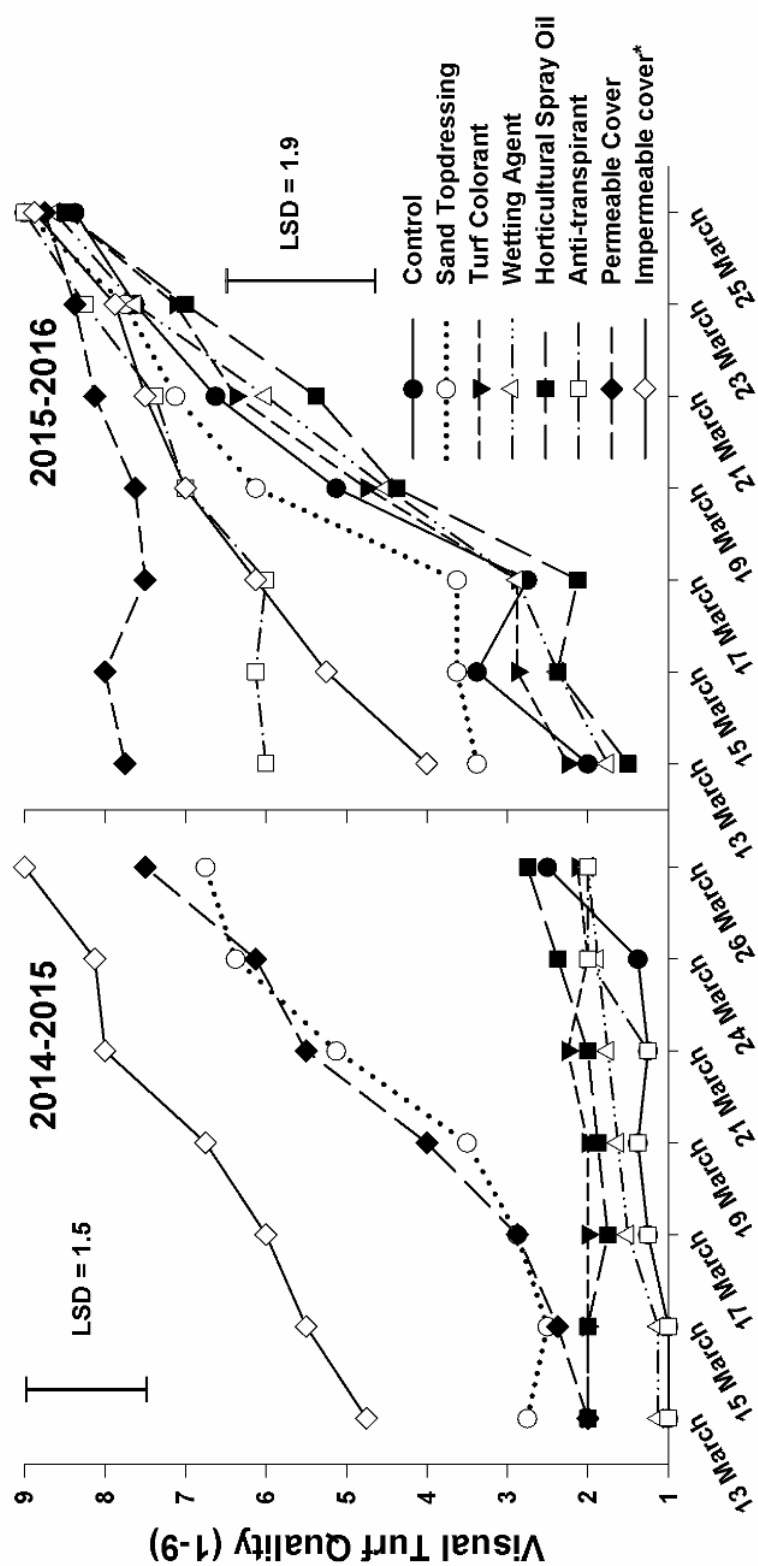 2014-2015
2015-2016
LSD = 1.5
LSD = 1.9
Visual Turf Quality (1-9)
9
8
7
6
5
4
3
2
1
13 March
15 March
17 March
19 March
21 March
24 March
26 March
13 March
15 March
17 March
19 March
21 March
23 March
25 March
Control
Sand Topdressing
Turf Colorant
Wetting Agent
Horticultural Spray Oil
Anti-transpirant
Permeable Cover
Impermeable cover*